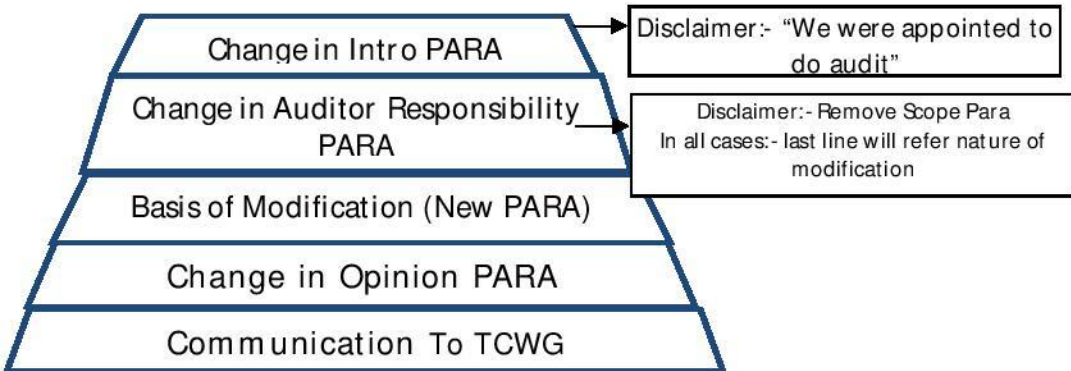 Change in Intro PARA
Disclaimer:- “We were appointed to
do audit”
Change in Auditor Responsibility
PARA
Disclaimer:- Remove Scope Para
In all cases:- last line will refer nature of
modification
Basis of Modification (New PARA)
Change in Opinion PARA
Communication To TCWG